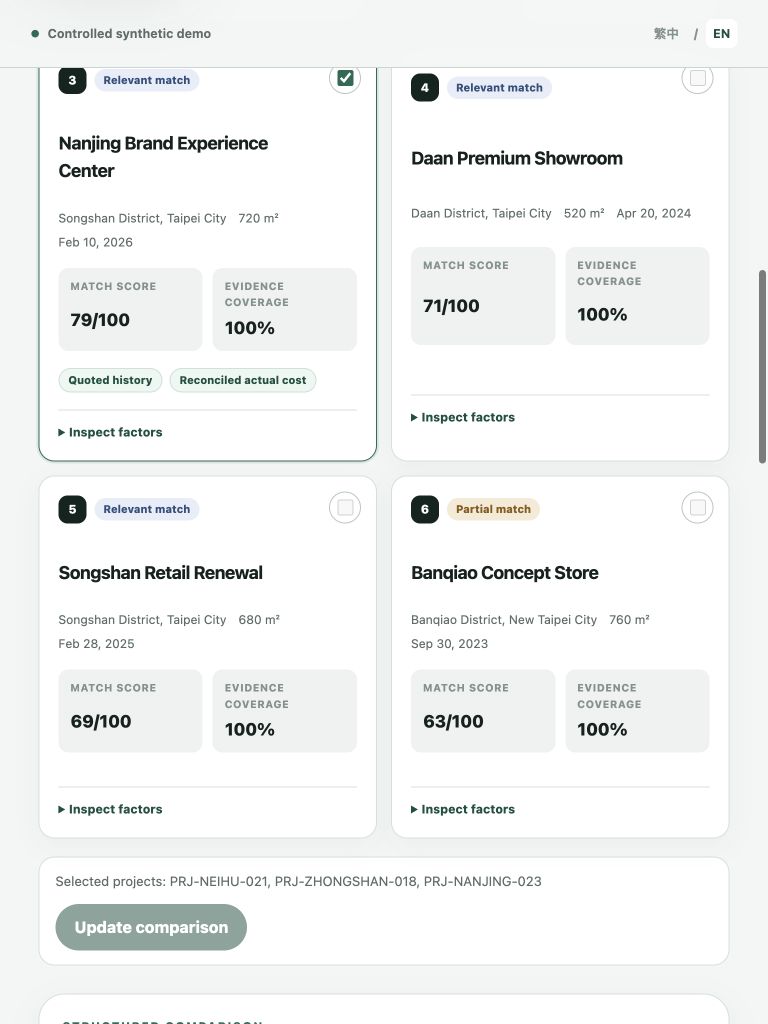 Controlled synthetic demo
繁中 / EN
3 Relevant match
Nanjing Brand Experience
Center
Songshan District, Taipei City 720 m²
Feb 10, 2026
MATCH SCORE
79/100
EVIDENCE
COVERAGE
100%
Quoted history
Reconciled actual cost
Inspect factors
4 Relevant match
Daan Premium Showroom
Daan District, Taipei City 520 m² Apr 20, 2024
MATCH SCORE
71/100
EVIDENCE
COVERAGE
100%
Inspect factors
5 Relevant match
Songshan Retail Renewal
Songshan District, Taipei City 680 m²
Feb 28, 2025
MATCH SCORE
69/100
EVIDENCE
COVERAGE
100%
Inspect factors
6 Partial match
Banqiao Concept Store
Banqiao District, New Taipei City 760 m²
Sep 30, 2023
MATCH SCORE
63/100
EVIDENCE
COVERAGE
100%
Inspect factors
Selected projects: PRJ-NEIHU-021, PRJ-ZHONGSHAN-018, PRJ-NANJING-023
Update comparison